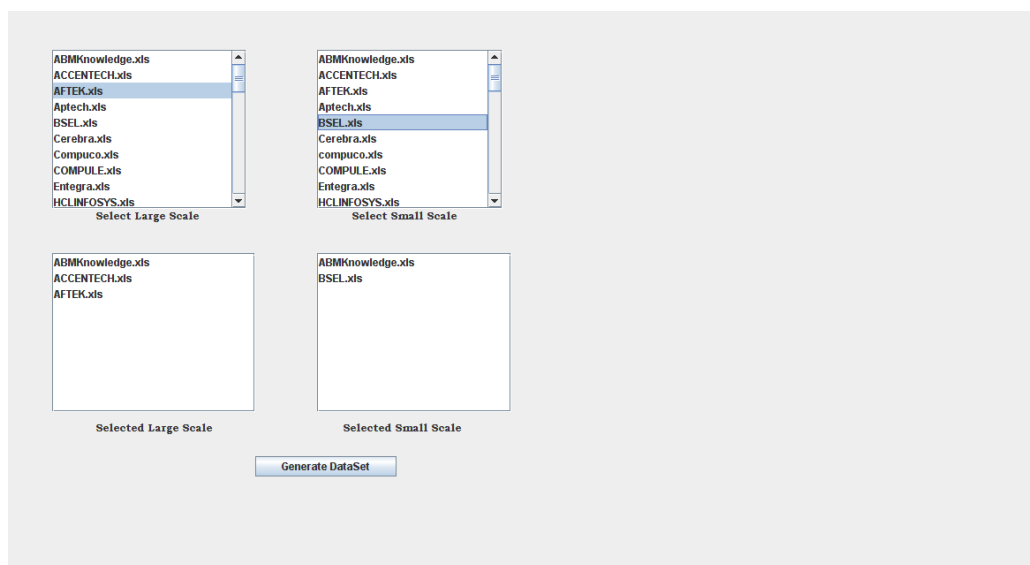 ABMKnowledge.xls
ACCENTECH.xls
AFTEK.xls
Aptech.xls
BSEL.xls
Cerebra.xls
Compuco.xls
COMPULE.xls
Entegra.xls
HCLINFOSYS.xls
Select Large Scale
ABMKnowledge.xls
ACCENTECH.xls
AFTEK.xls
Aptech.xls
BSEL.xls
Cerebra.xls
compuco.xls
COMPULE.xls
Entegra.xls
HCLINFOSYS.xls
Select Small Scale
ABMKnowledge.xls
ACCENTECH.xls
AFTEK.xls
Selected Large Scale
ABMKnowledge.xls
BSEL.xls
Selected Small Scale
Generate DataSet